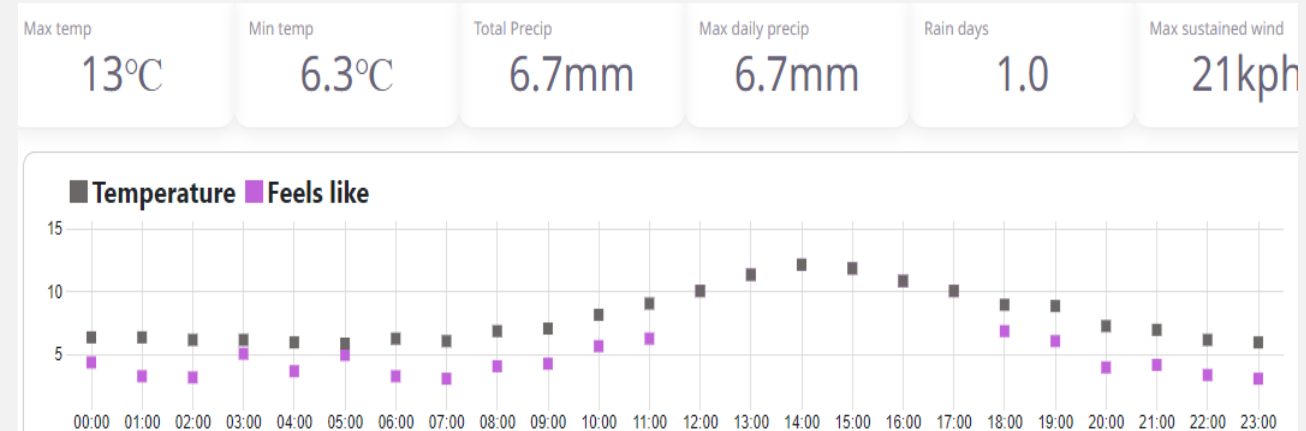 Max temp
13°C
Min temp
6.3°C
Total Precip
6.7mm
Max daily precip
6.7mm
Rain days
1.0
Max sustained wind
21kph
Temperature Feels like
15
10
5
00:00 01:00 02:00 03:00 04:00 05:00 06:00 07:00 08:00 09:00 10:00 11:00 12:00 13:00 14:00 15:00 16:00 17:00 18:00 19:00 20:00 21:00 22:00 23:00